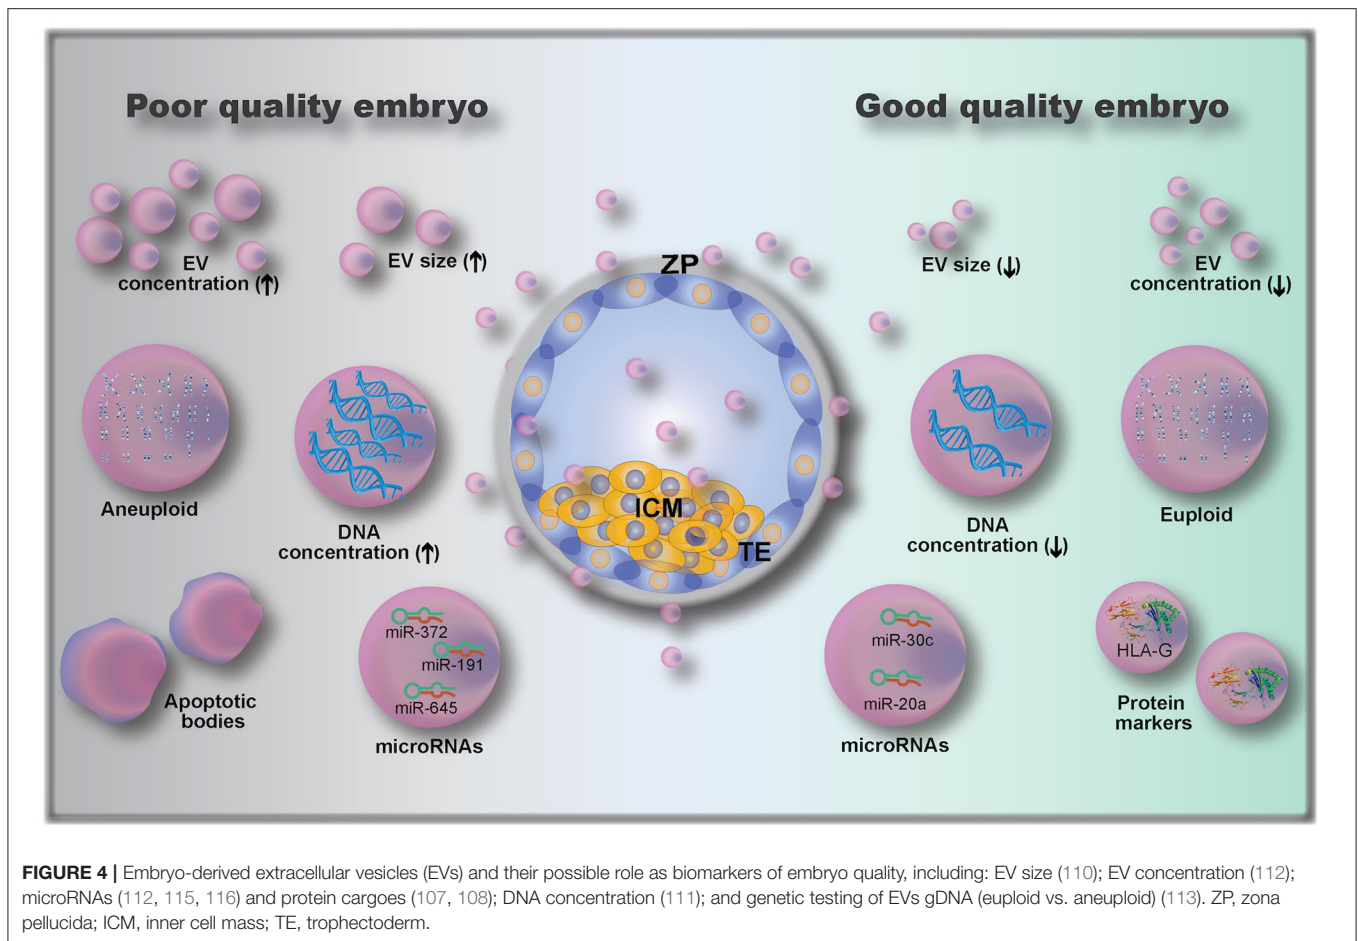 Poor quality embryo
Good quality embryo
EV
concentration (↑)
EV size (↑)
ZP
EV size (↓)
EV
concentration (↓)
Aneuploid
DNA
concentration (↑)
ICM
TE
DNA
concentration (↓)
Euploid
Apoptotic
bodies
miR-372
miR-191
miR-645
microRNAs
miR-30c
miR-20a
microRNAs
HLA-G
Protein
markers
FIGURE 4 | Embryo-derived extracellular vesicles (EVs) and their possible role as biomarkers of embryo quality, including: EV size (110); EV concentration (112);
microRNAs (112, 115, 116) and protein cargoes (107, 108); DNA concentration (111); and genetic testing of EVs gDNA (euploid vs. aneuploid) (113). ZP, zona
pellucida; ICM, inner cell mass; TE, trophectoderm.